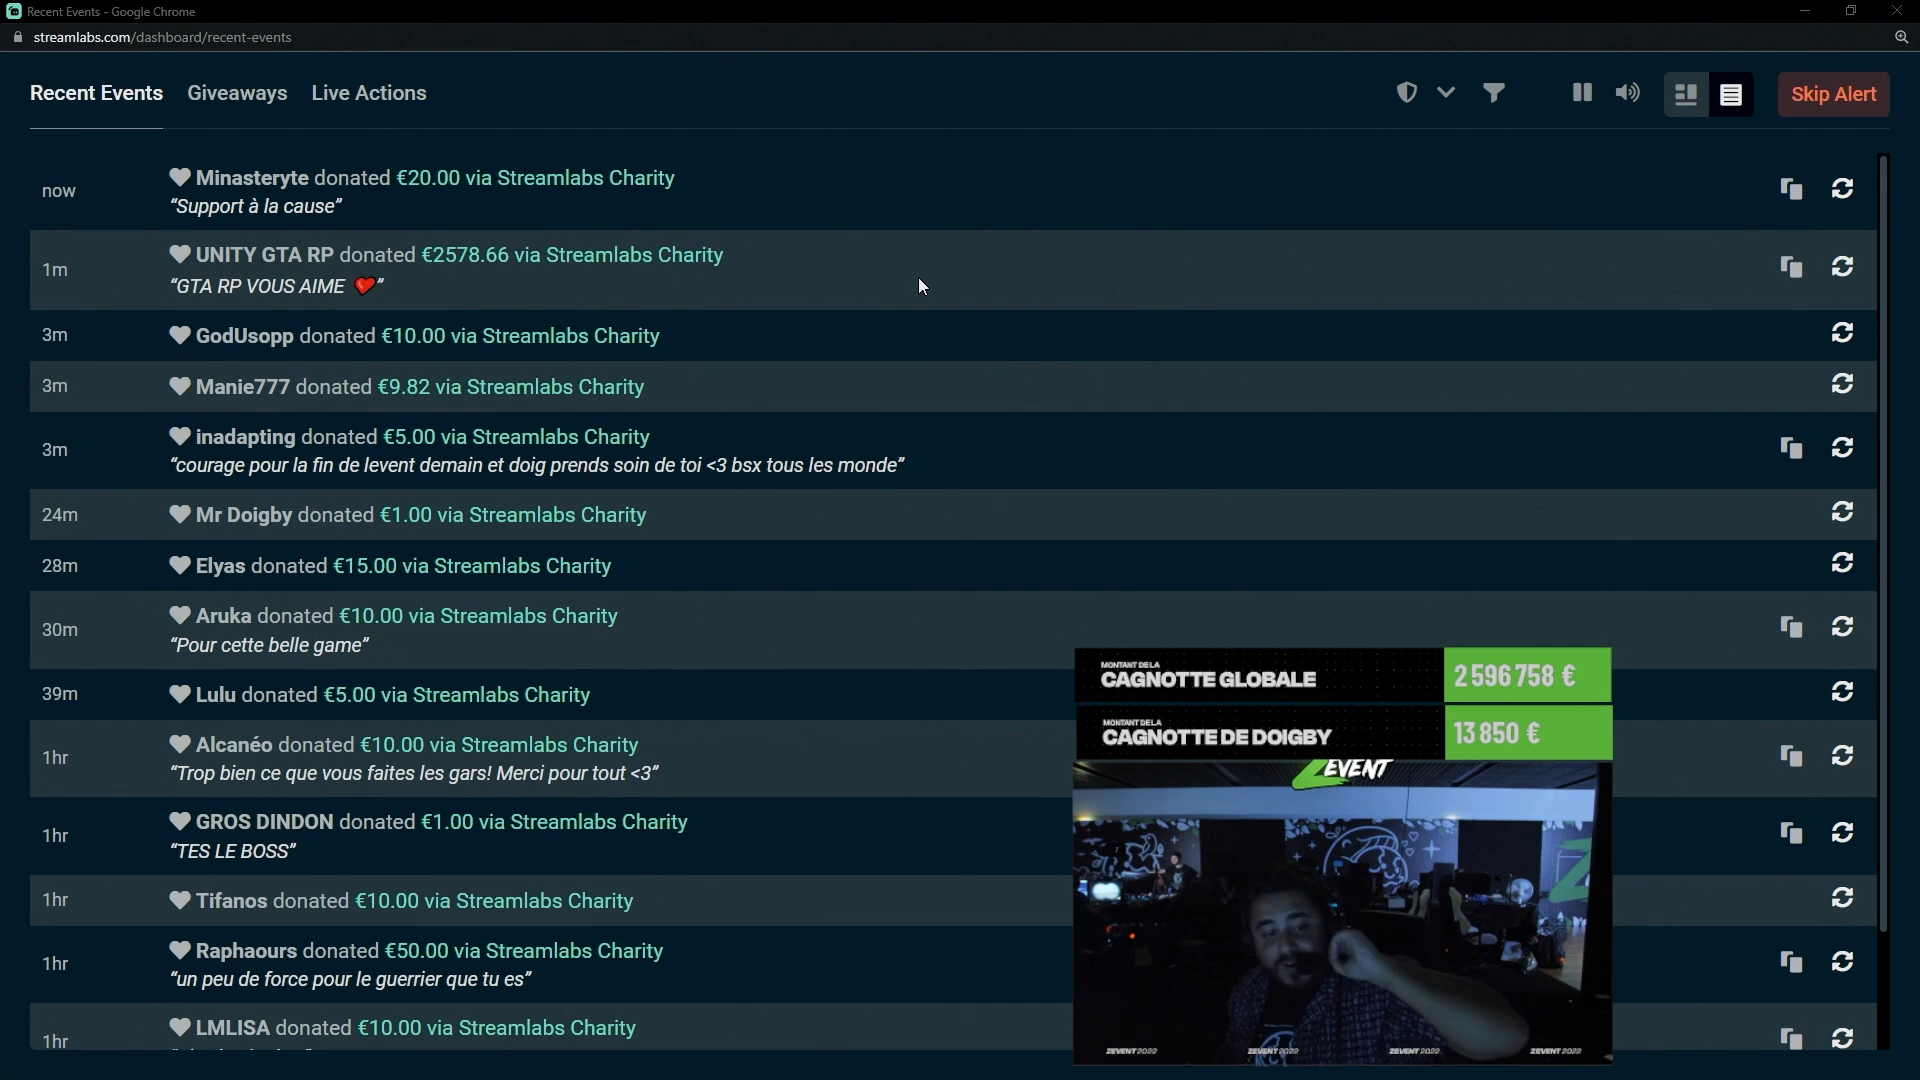 Recent Events - Google Chrome
streamlabs.com/dashboard/recent-events
Recent Events Giveaways Live Actions Skip Alert
now Minasteryte donated €20.00 via Streamlabs Charity
“Support à la cause”
1m UNITY GTA RP donated €2578.66 via Streamlabs Charity
“GTA RP VOUS AIME ❤️”
3m GodUsopp donated €10.00 via Streamlabs Charity
3m Manie777 donated €9.82 via Streamlabs Charity
3m inadapting donated €5.00 via Streamlabs Charity
“courage pour la fin de levent demain et doig prends soin de toi <3 bsx tous les monde”
24m Mr Doigby donated €1.00 via Streamlabs Charity
28m Elyas donated €15.00 via Streamlabs Charity
30m Aruka donated €10.00 via Streamlabs Charity
“Pour cette belle game”
39m Lulu donated €5.00 via Streamlabs Charity
1hr Alcanéo donated €10.00 via Streamlabs Charity
“Trop bien ce que vous faites les gars! Merci pour tout <3”
1hr GROS DINDON donated €1.00 via Streamlabs Charity
“TES LE BOSS”
1hr Tifanos donated €10.00 via Streamlabs Charity
1hr Raphaours donated €50.00 via Streamlabs Charity
“un peu de force pour le guerrier que tu es”
1hr LMLISA donated €10.00 via Streamlabs Charity
MONTANT DE LA
CAGNOTTE GLOBALE 2 596 758 €
MONTANT DE LA
CAGNOTTE DE DOIGBY 13 850 €
ZEVENT
ZEVENT 2022 ZEVENT 2022 ZEVENT 2022 ZEVENT 2022